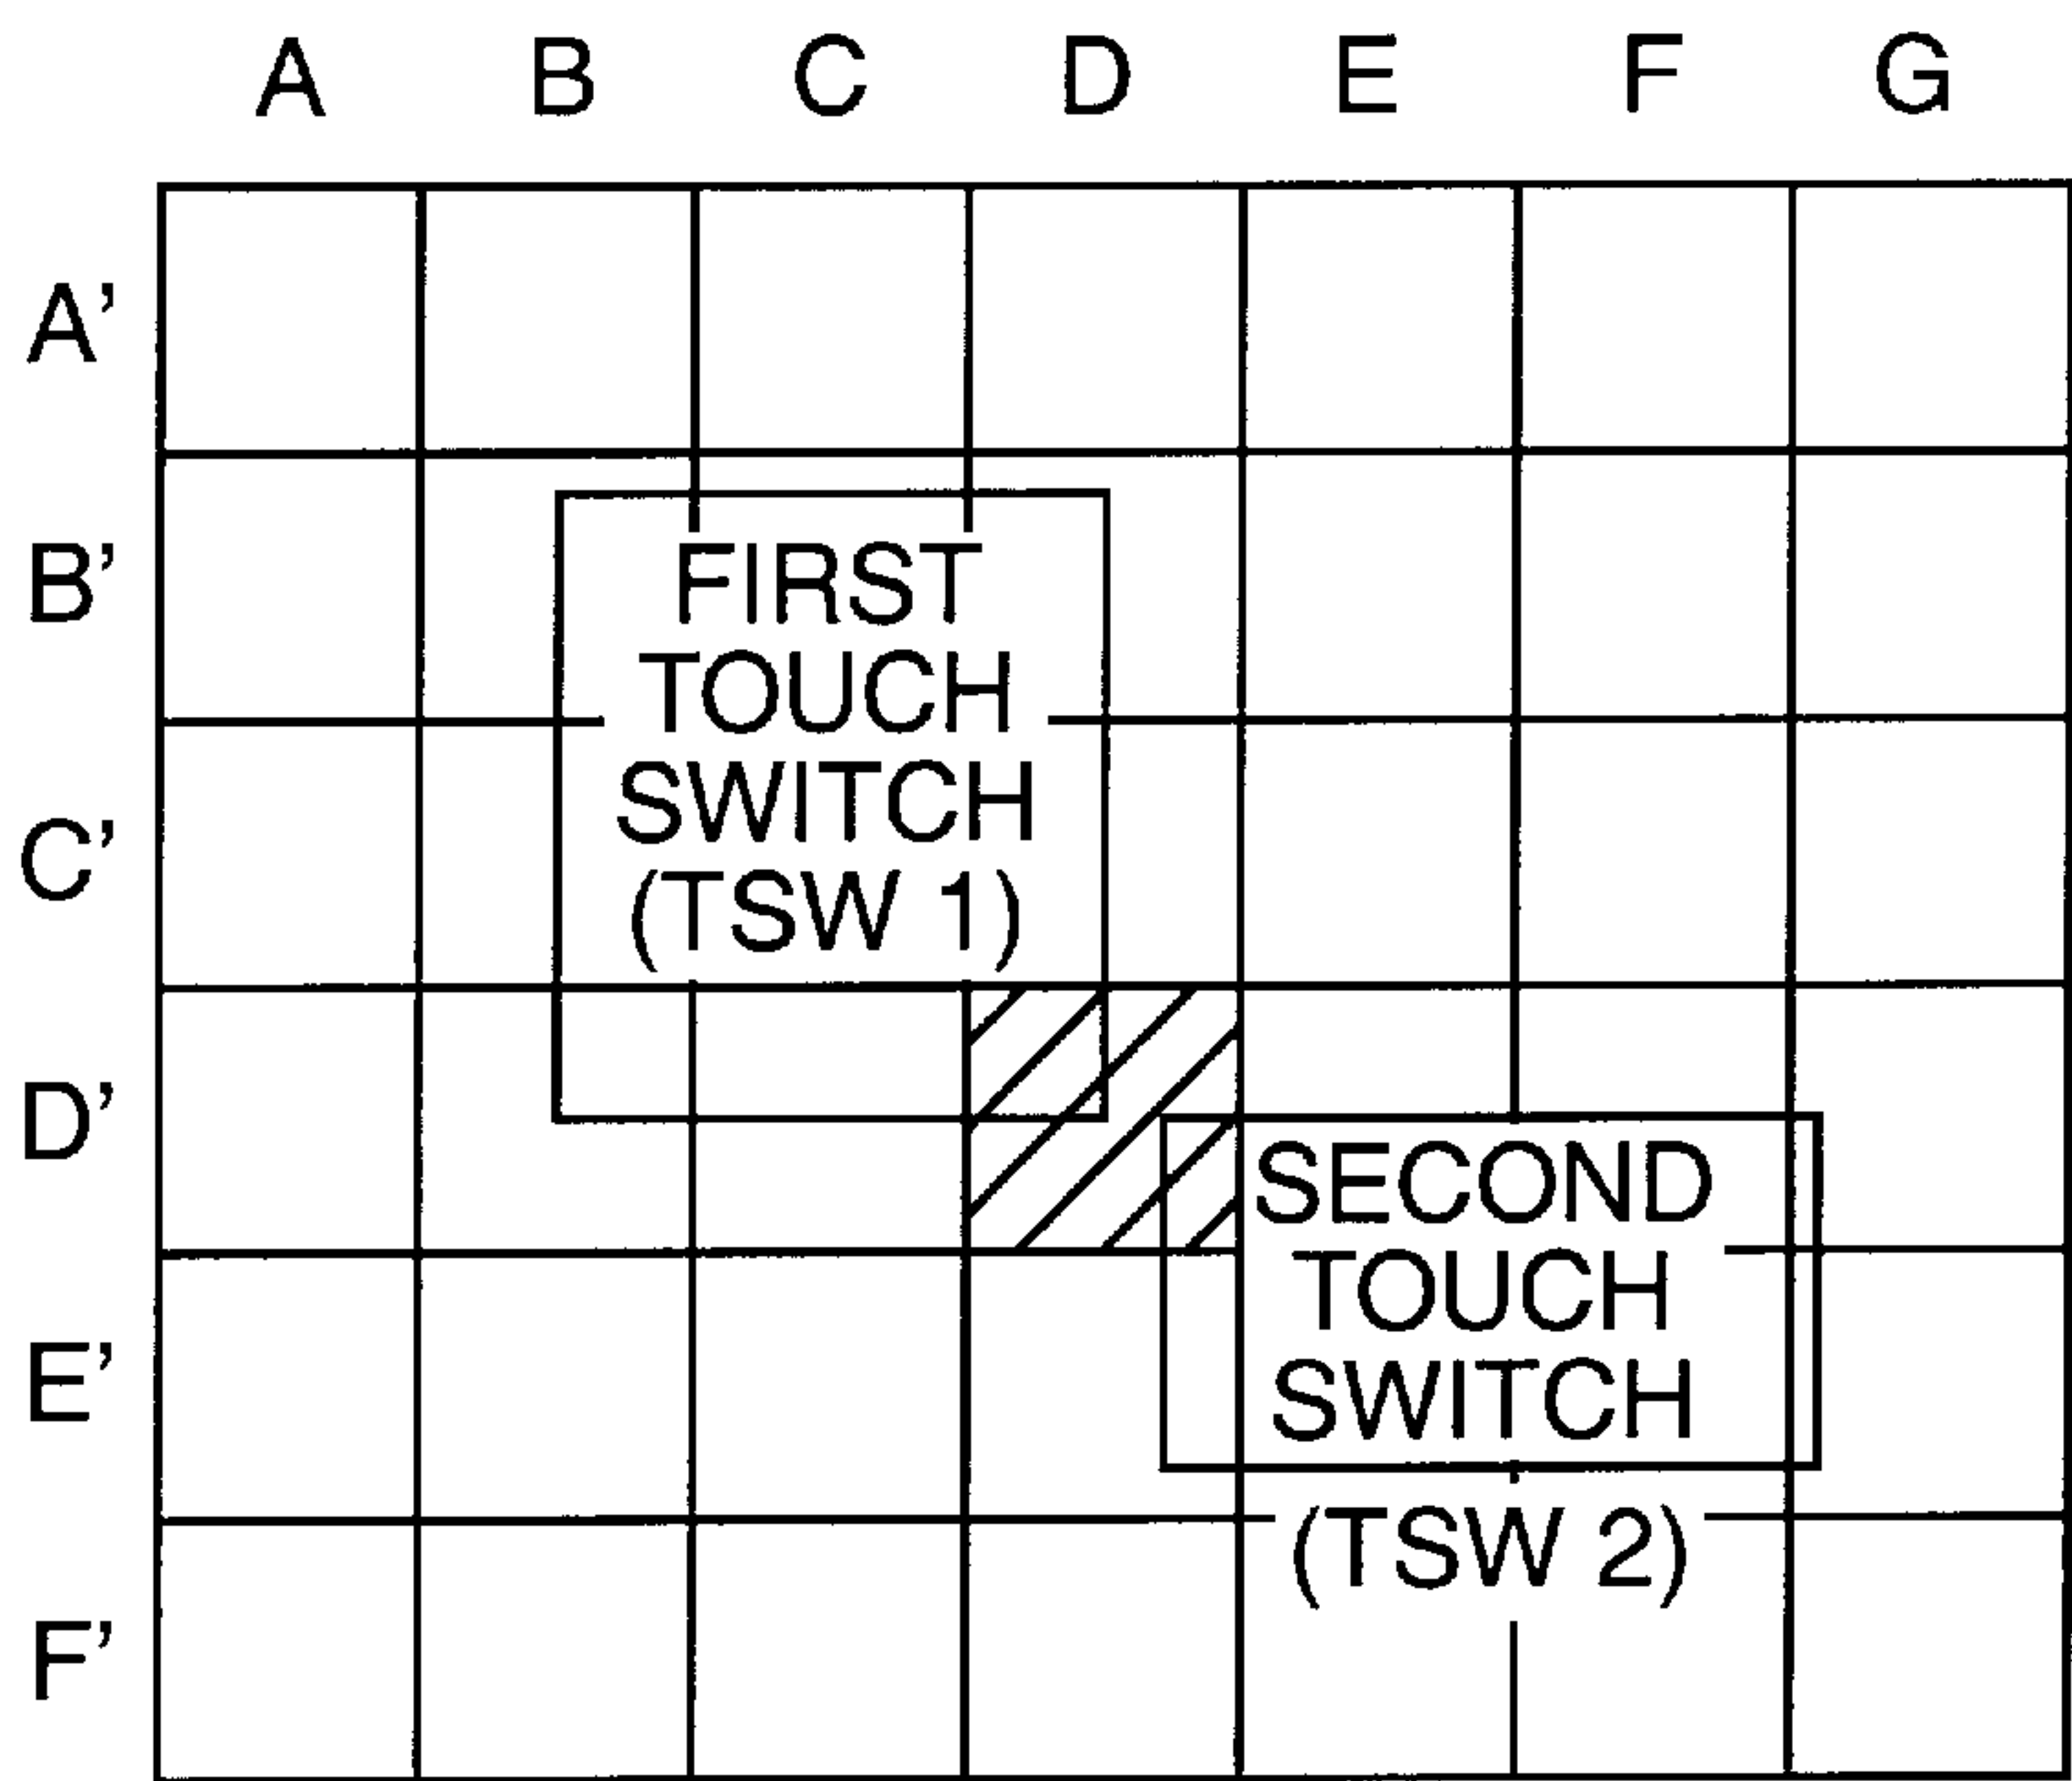 A B C D E F G
A'
B'
FIRST
TOUCH
SWITCH
(TSW 1)
C'
D'
SECOND
TOUCH
SWITCH
(TSW 2)
E'
F'